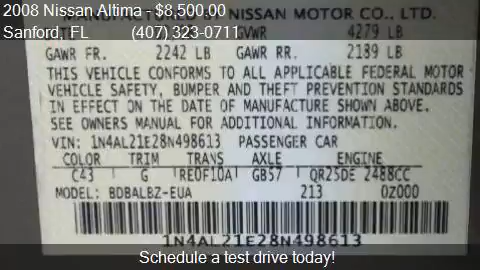 2008 Nissan Altima - $8,500.00
Sanford, FL (407) 323-0711
MANUFACTURED BY NISSAN MOTOR CO., LTD.
GVWR 4279 LB
GAWR FR. 2242 LB GAWR RR. 2189 LB
THIS VEHICLE CONFORMS TO ALL APPLICABLE FEDERAL MOTOR
VEHICLE SAFETY, BUMPER AND THEFT PREVENTION STANDARDS
IN EFFECT ON THE DATE OF MANUFACTURE SHOWN ABOVE.
SEE OWNERS MANUAL FOR ADDITIONAL INFORMATION.
VIN: 1N4AL21E28N498613 PASSENGER CAR
COLOR TRIM TRANS AXLE ENGINE
C43 G RE0F10A GB57 QR25DE 2488CC
MODEL: BDBALBZ-EUA 213 0Z000
1N4AL21E28N498613
Schedule a test drive today!